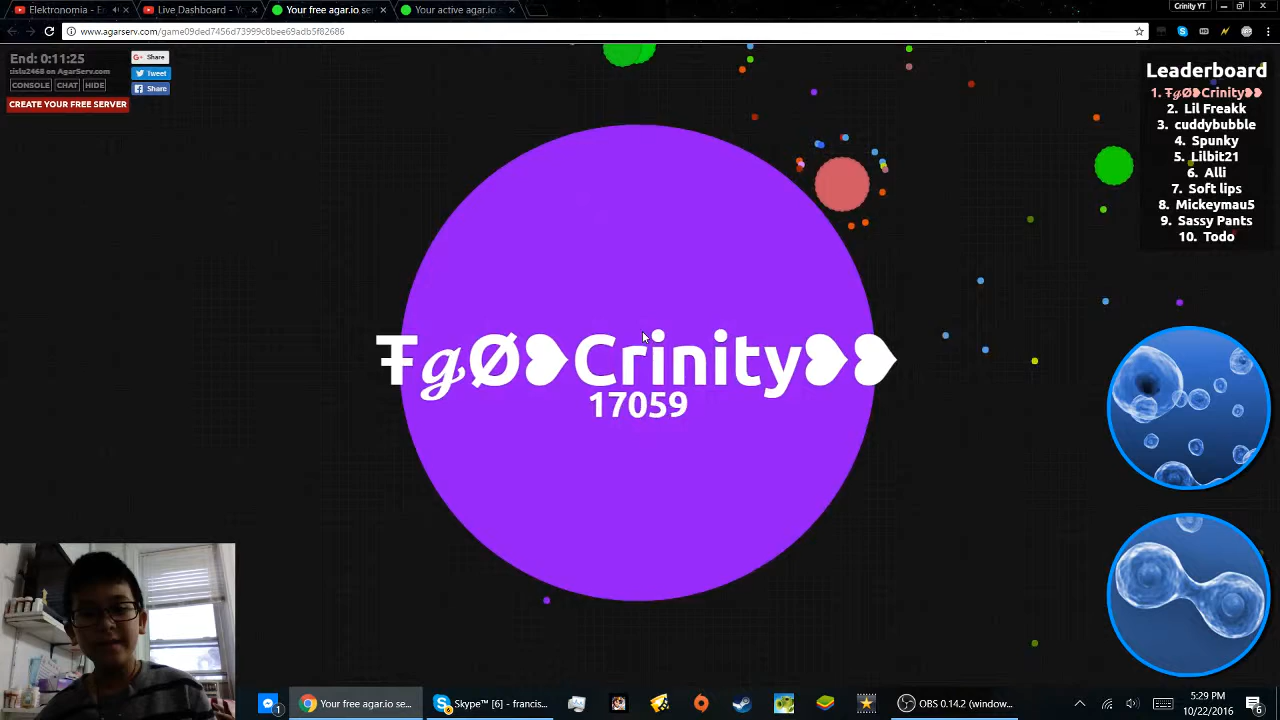 Elektronomia - E
Live Dashboard - Yo
Your free agar.io se
Your active agar.io s
Crinity YT
www.agarserv.com/game09ded7456d73999c8bee69adb5f82686
End: 0:11:25
on AgarServ.com
Share
Tweet
Share
CONSOLE CHAT HIDE
CREATE YOUR FREE SERVER
Leaderboard
1. ŦℊØ❥Crinity❥❥
2. Lil Freakk
3. cuddybubble
4. Spunky
5. Lilbit21
6. Alli
7. Soft lips
8. Mickeymau5
9. Sassy Pants
10. Todo
ŦℊØ❥Crinity❥❥
17059
1
Your free agar.io se...
Skype™ [6] - francis...
OBS 0.14.2 (window...
5:29 PM
10/22/2016
6